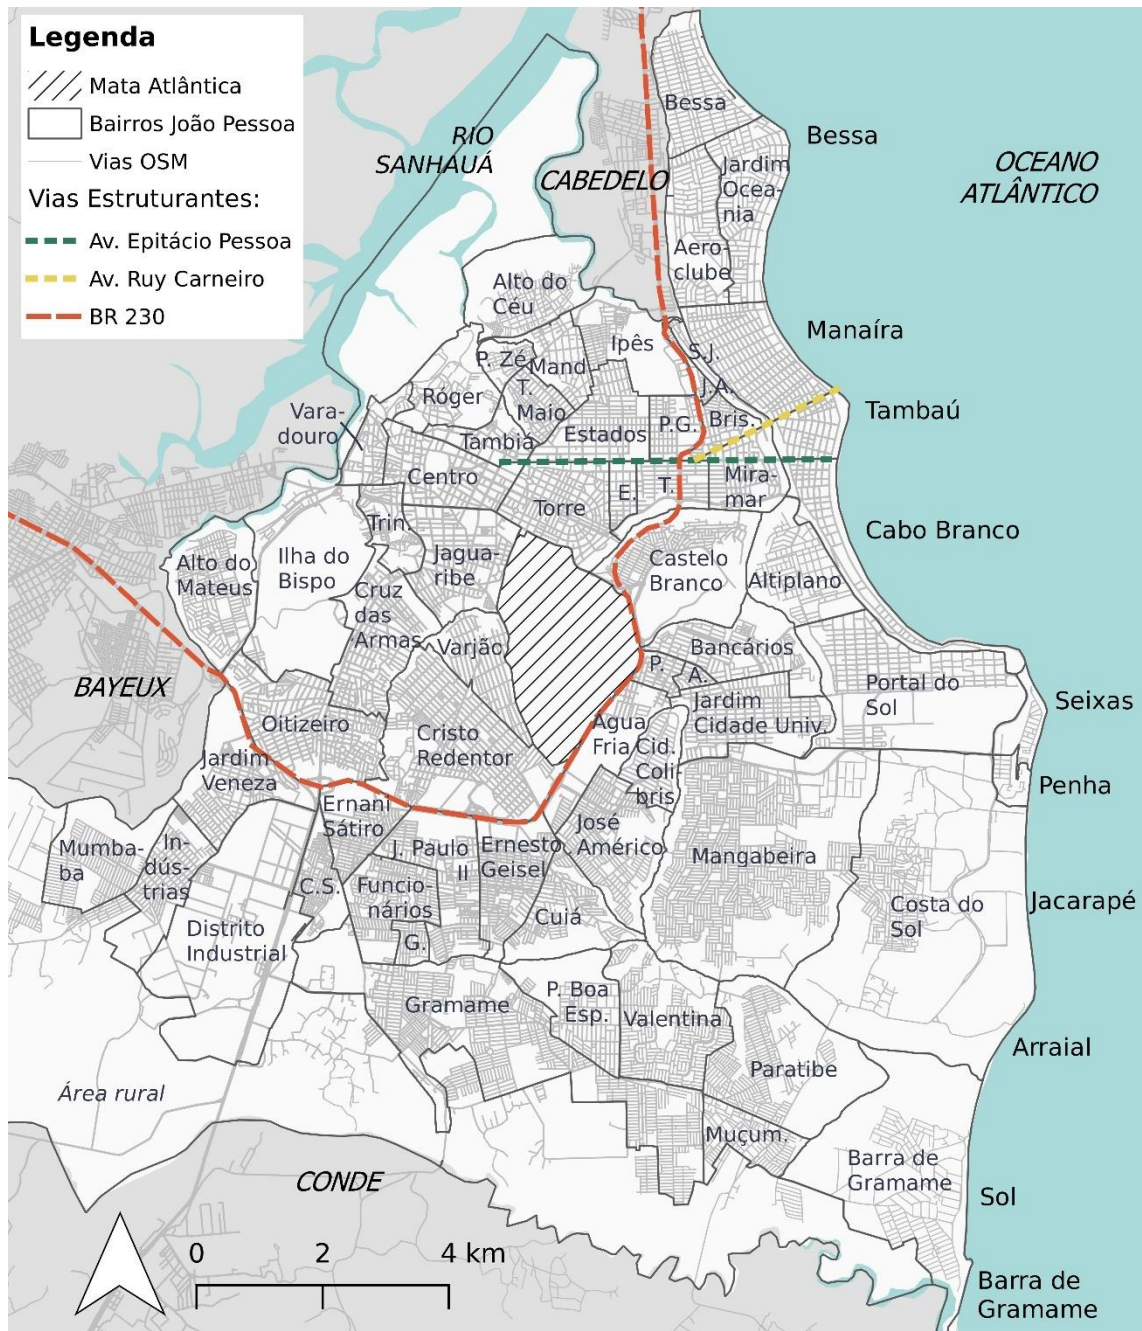 Legenda
Mata Atlântica
Bairros João Pessoa
Vias OSM
Vias Estruturantes:
Av. Epitácio Pessoa
Av. Ruy Carneiro
BR 230
RIO
SANHAUÁ
CABEDELO
OCEANO
ATLÂNTICO
Bessa
Bessa
Jardim
Ocea-
nia
Aero-
clube
Alto do
Céu
Ipês
S.J.
Manaíra
P. Zé
Mand.
J.A.
Róger
T.
Maio
Tambaú
Vara-
douro
Tambiá
Estados
P.G.
Bris.
Centro
Torre
E.
T.
Mira-
mar
Trin.
Cabo Branco
Alto do
Mateus
Ilha do
Bispo
Jagua-
ribe
Castelo
Branco
Altiplano
Cruz
das
Armas
Varjão
Bancários
P.
A.
BAYEUX
Portal do
Sol
Seixas
Oitizeiro
Cristo
Redentor
Jardim
Cidade Univ.
Água
Fria
Cid.
Coli-
bris
Jardim
Veneza
Penha
Ernani
Sátiro
Mumba-
ba
In-
dús-
trias
J. Paulo
II
Ernesto
Geisel
José
Américo
Mangabeira
C.S.
Funcio-
nários
Costa do
Sol
Jacarapé
Distrito
Industrial
G.
Cuiá
Gramame
P. Boa
Esp.
Valentina
Arraial
Paratibe
Área rural
Muçum.
Barra de
Gramame
CONDE
Sol
0 2 4 km
Barra de
Gramame